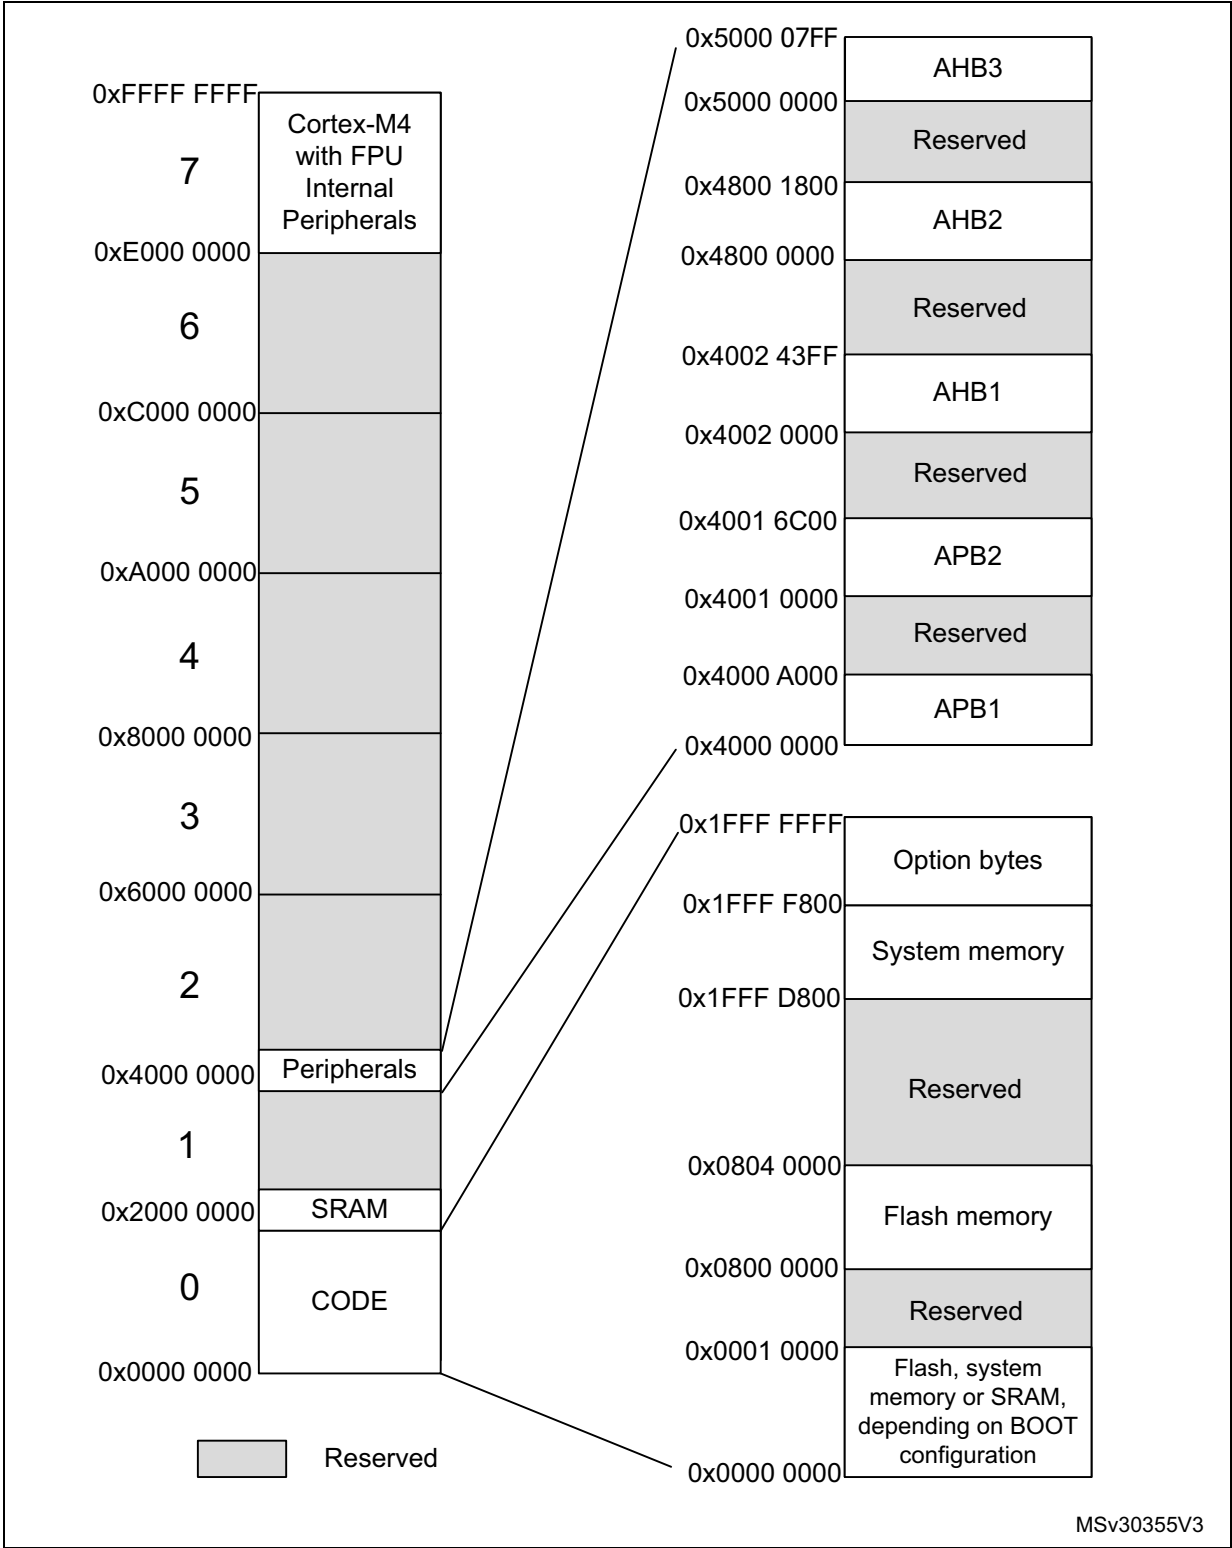 0xFFFF FFFF
Cortex-M4
with FPU
Internal
Peripherals
7
0xE000 0000
6
0xC000 0000
5
0xA000 0000
4
0x8000 0000
3
0x6000 0000
2
Peripherals
0x4000 0000
1
SRAM
0x2000 0000
0
CODE
0x0000 0000
Reserved
0x5000 07FF
AHB3
0x5000 0000
Reserved
0x4800 1800
AHB2
0x4800 0000
Reserved
0x4002 43FF
AHB1
0x4002 0000
Reserved
0x4001 6C00
APB2
0x4001 0000
Reserved
0x4000 A000
APB1
0x4000 0000
0x1FFF FFFF
Option bytes
0x1FFF F800
System memory
0x1FFF D800
Reserved
0x0804 0000
Flash memory
0x0800 0000
Reserved
0x0001 0000
Flash, system
memory or SRAM,
depending on BOOT
configuration
0x0000 0000
MSv30355V3